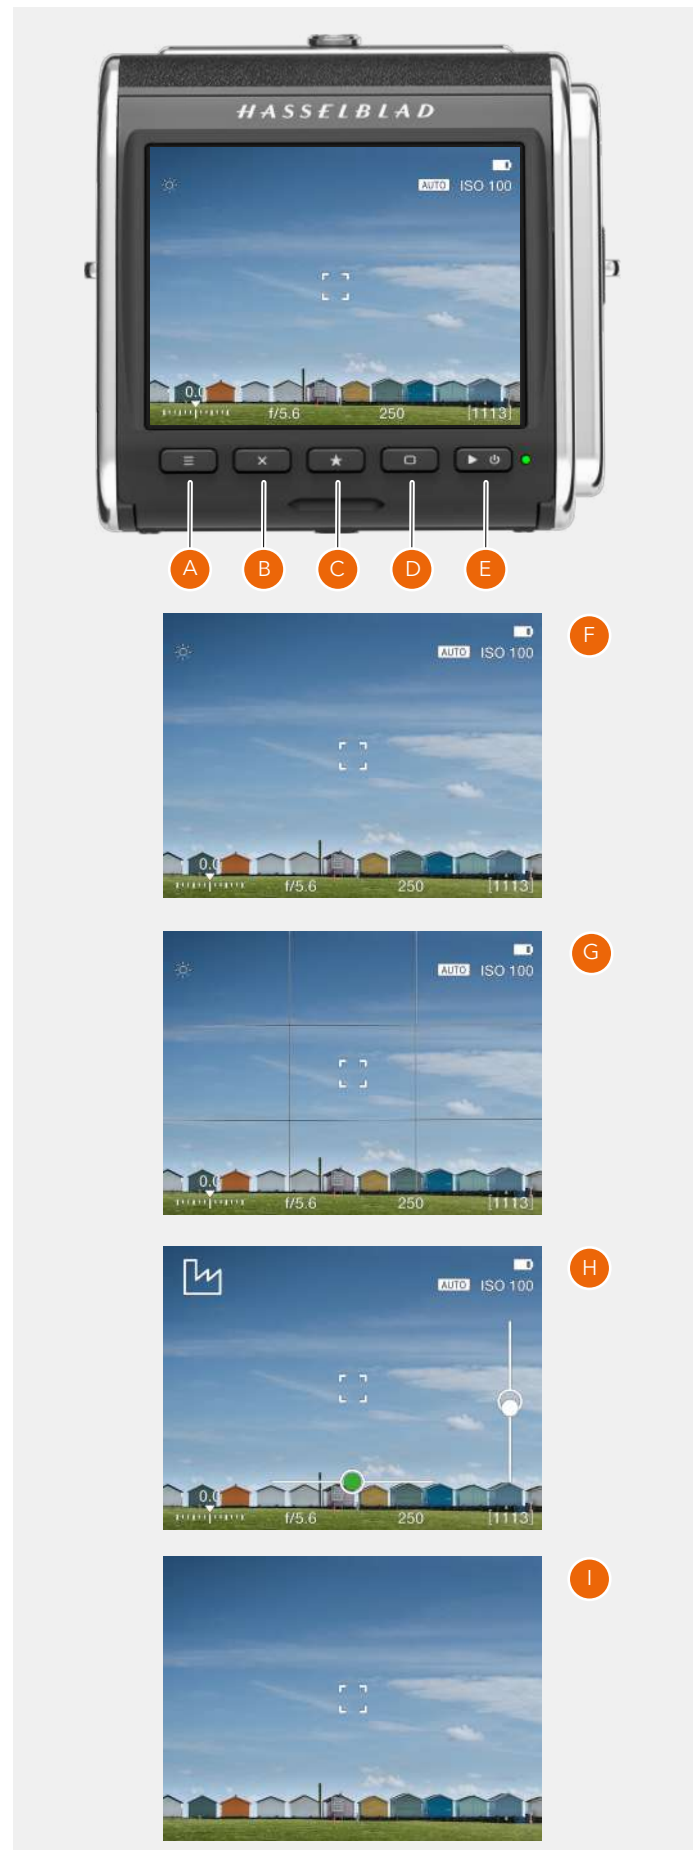 HASSELBLAD
AUTO ISO 100
0.0
f/5.6 250 [1113]
A B C D E
F
AUTO ISO 100
0.0
f/5.6 250 [1113]
G
AUTO ISO 100
0.0
f/5.6 250 [1113]
H
AUTO ISO 100
0.0
f/5.6 250 [1113]
I